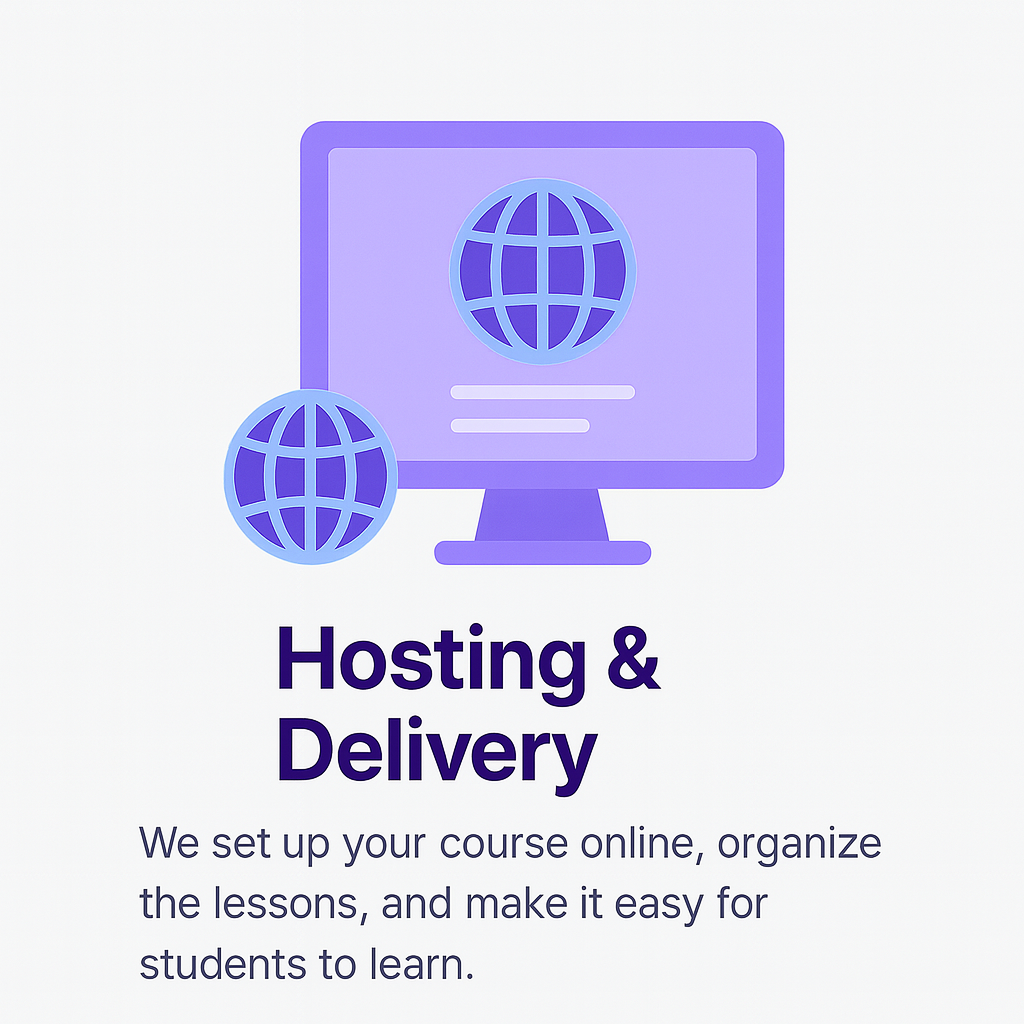 Hosting &
Delivery
We set up your course online, organize
the lessons, and make it easy for
students to learn.